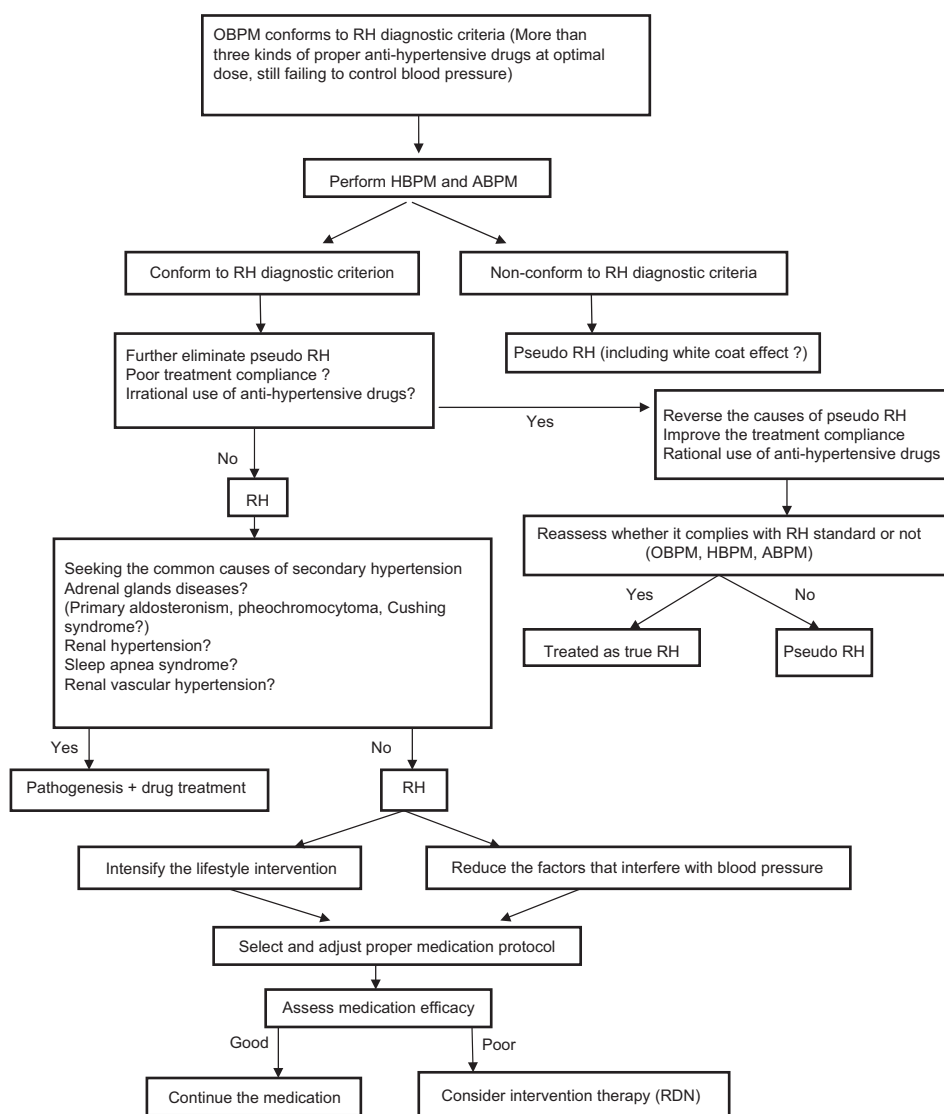 OBPM conforms to RH diagnostic criteria (More than
three kinds of proper anti-hypertensive drugs at optimal
dose, still failing to control blood pressure)
Perform HBPM and ABPM
Conform to RH diagnostic criterion
Non-conform to RH diagnostic criteria
Further eliminate pseudo RH
Poor treatment compliance ?
Irrational use of anti-hypertensive drugs?
Pseudo RH (including white coat effect ?)
Yes
Reverse the causes of pseudo RH
Improve the treatment compliance
Rational use of anti-hypertensive drugs
No
RH
Reassess whether it complies with RH standard or not
(OBPM, HBPM, ABPM)
Yes
No
Treated as true RH
Pseudo RH
Seeking the common causes of secondary hypertension
Adrenal glands diseases?
(Primary aldosteronism, pheochromocytoma, Cushing
syndrome?)
Renal hypertension?
Sleep apnea syndrome?
Renal vascular hypertension?
Yes
No
Pathogenesis + drug treatment
RH
Intensify the lifestyle intervention
Reduce the factors that interfere with blood pressure
Select and adjust proper medication protocol
Assess medication efficacy
Good
Poor
Continue the medication
Consider intervention therapy (RDN)